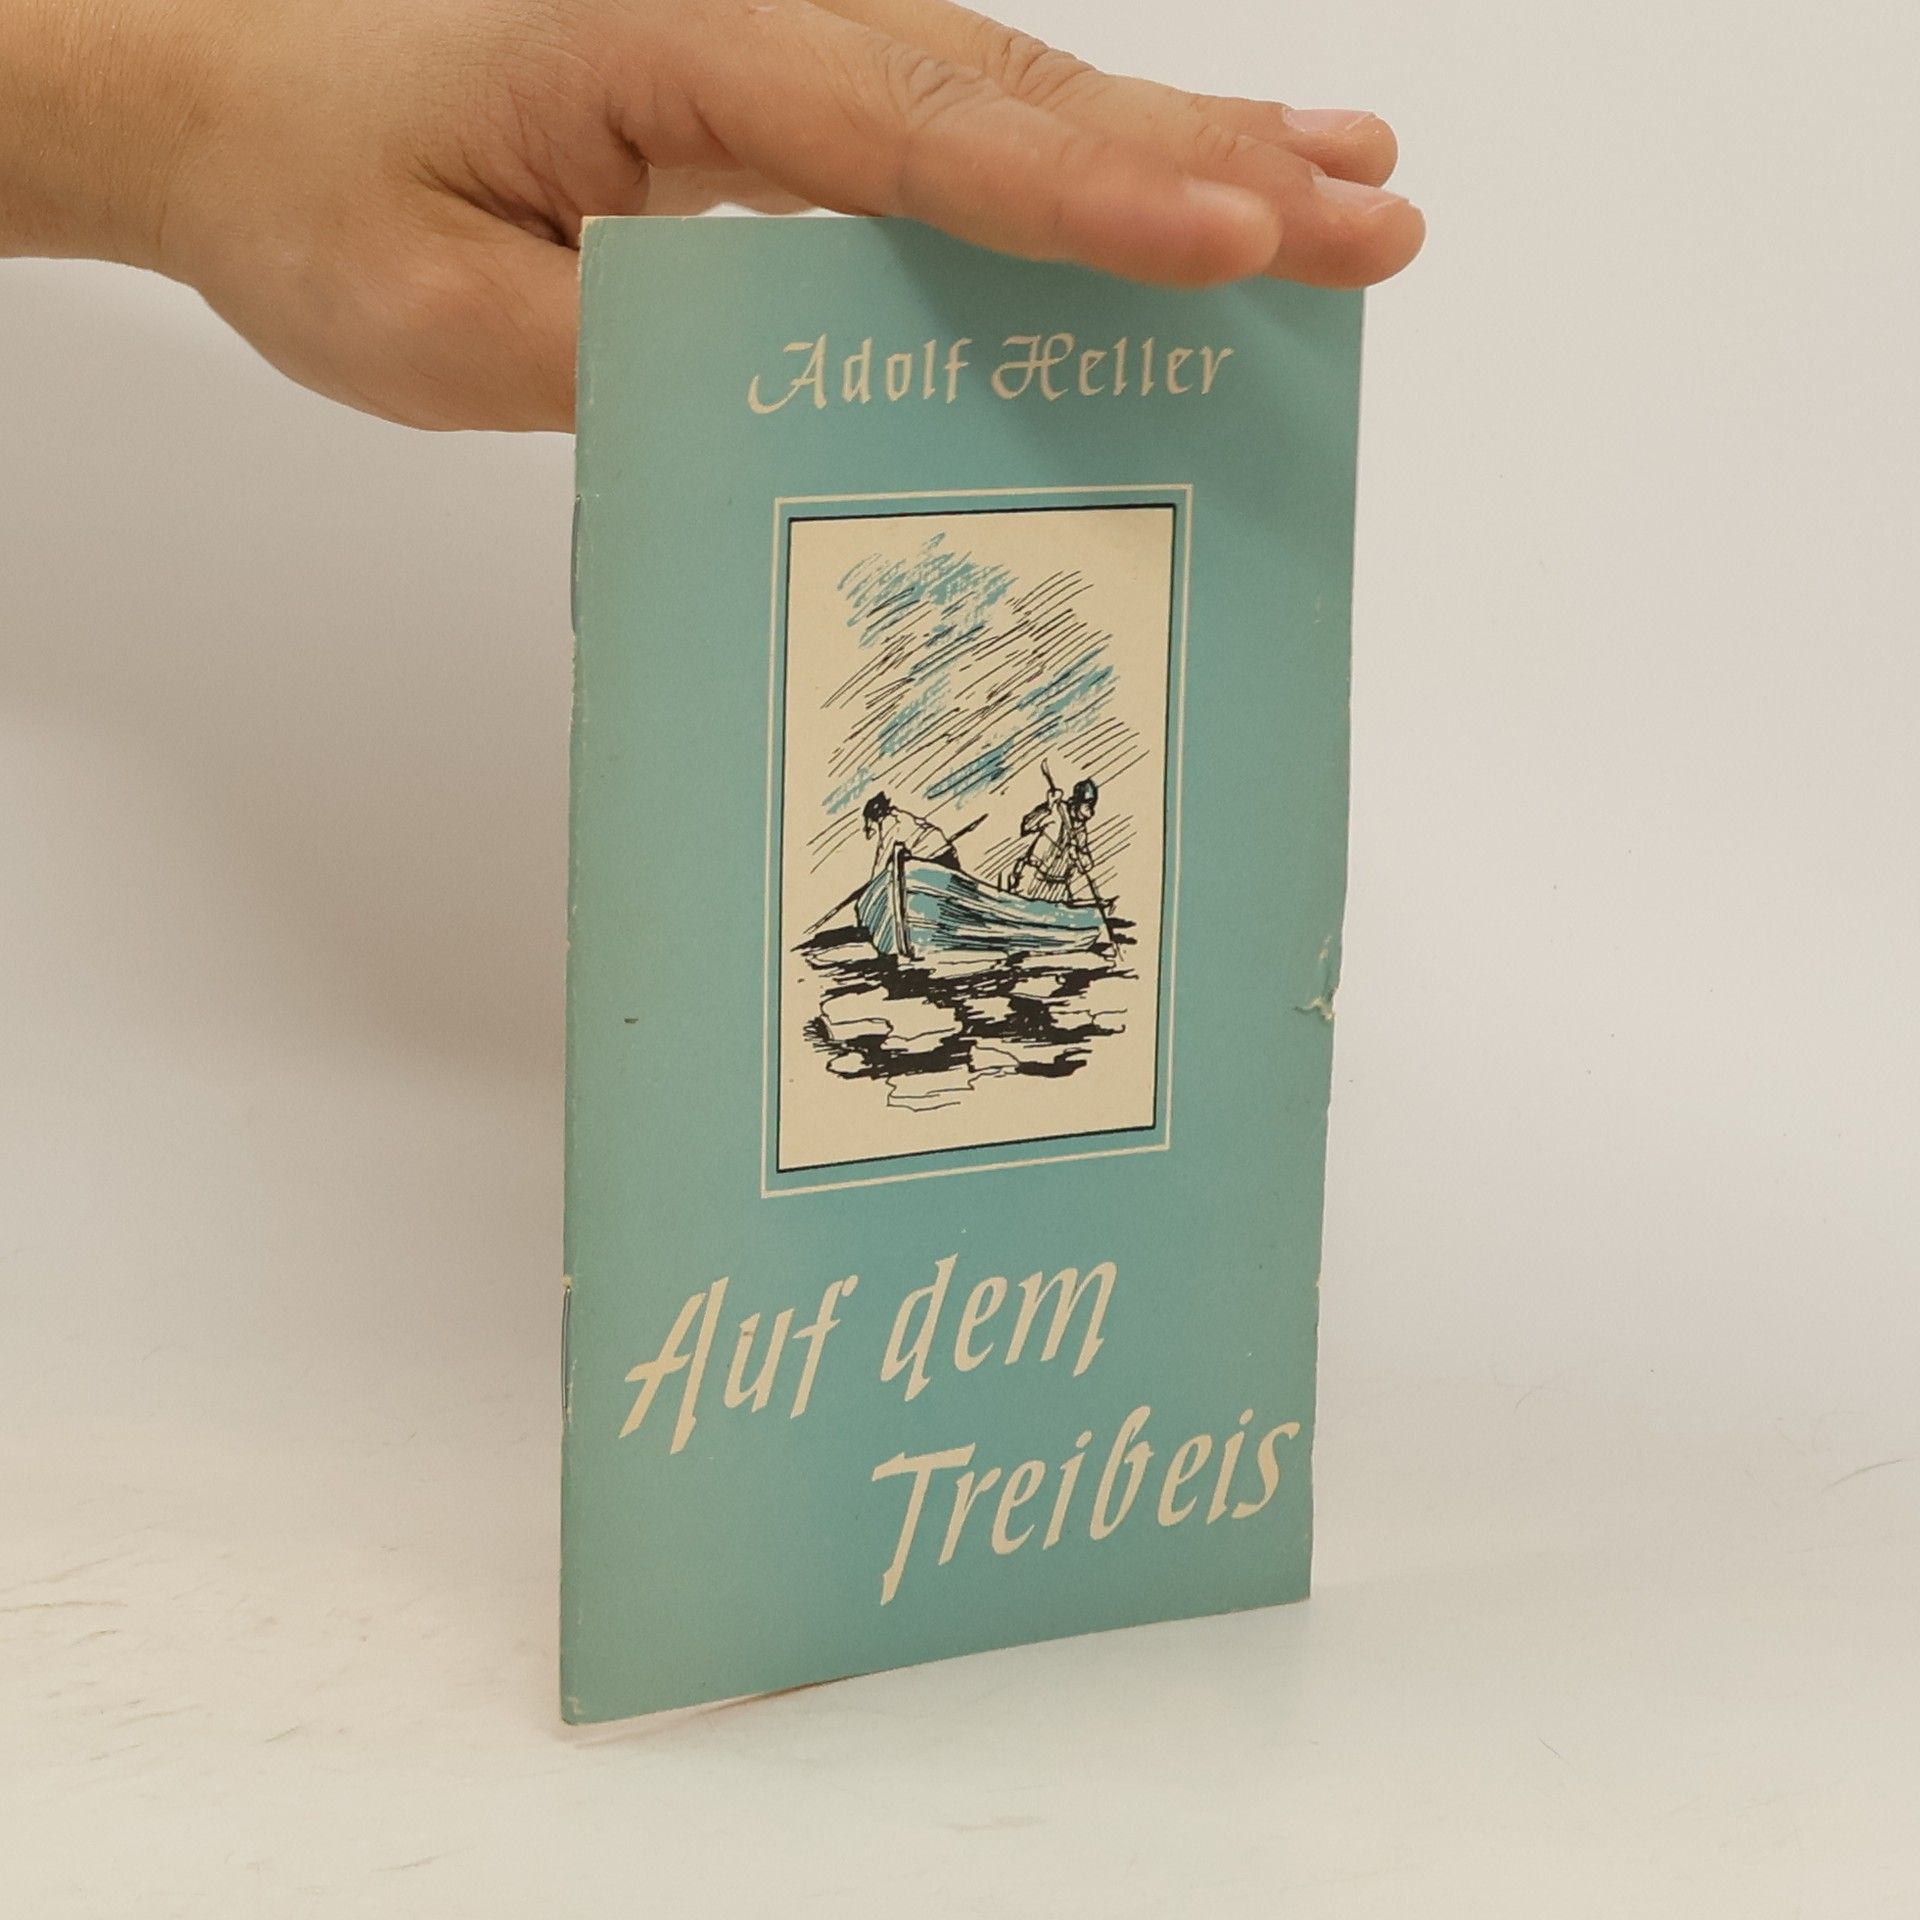 Adolf Heller
Auf dem
Treibeis